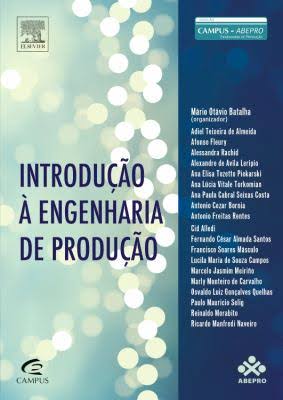 ELSEVIER
CAMPUS - ABEPRO
Mário Otávio Batalha
(organizador)
Adiel Teixeira de Almeida
Afonso Fleury
Alessandra Rachid
Alexandre de Avila Leripio
Ana Elisa Tozetto Piekarski
Ana Lúcia Vitale Torkomian
Ana Paula Cabral Seixas Costa
Antonio Cezar Bornia
Antonio Freitas Rentes
Cid Alledi
Fernando César Almada Santos
Francisco Soares Másculo
Lucila Maria de Souza Campos
Marcelo Jasmim Meiriño
Marly Monteiro de Carvalho
Osvaldo Luiz Gonçalves Quelhas
Paulo Mauricio Selig
Reinaldo Morabito
Ricardo Manfredi Naveiro
INTRODUÇÃO
À ENGENHARIA
DE PRODUÇÃO
CAMPUS
ABEPRO